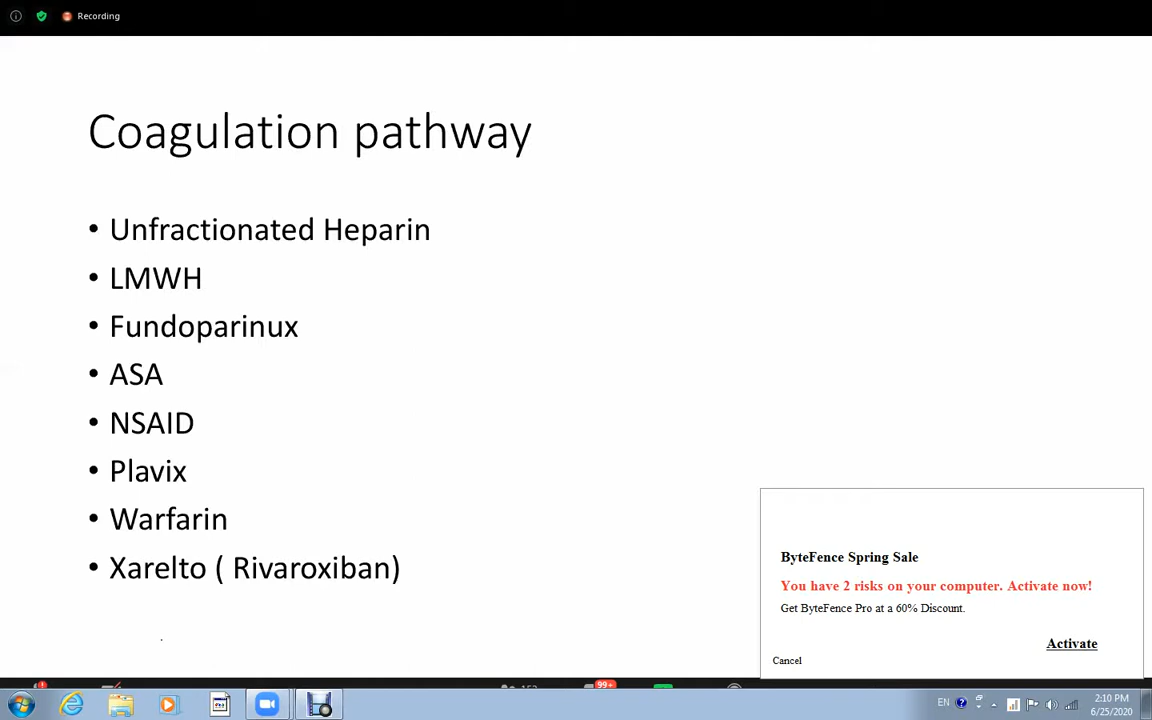 Recording
Coagulation pathway
• Unfractionated Heparin
• LMWH
• Fundoparinux
• ASA
• NSAID
• Plavix
• Warfarin
• Xarelto ( Rivaroxiban)
ByteFence Spring Sale
You have 2 risks on your computer. Activate now!
Get ByteFence Pro at a 60% Discount.
Activate
Cancel
99+
EN
2:10 PM
6/25/2020